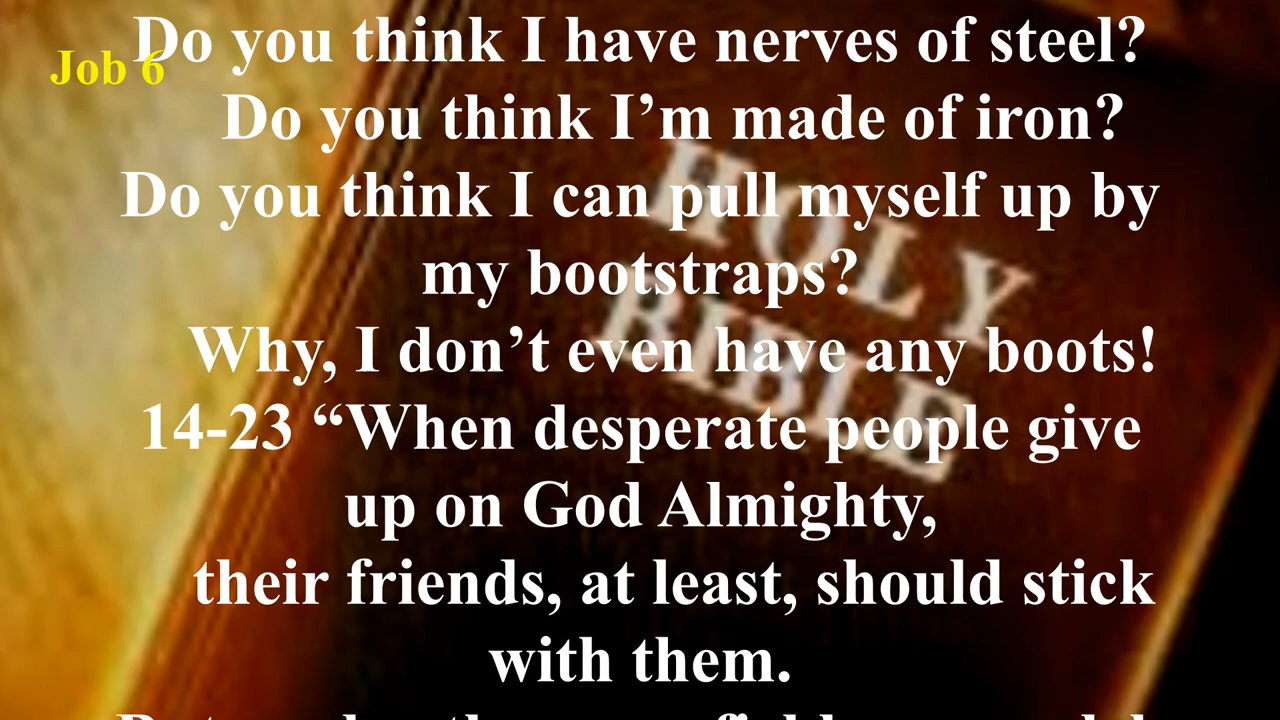 Job 6
Do you think I have nerves of steel?
Do you think I’m made of iron?
Do you think I can pull myself up by
my bootstraps?
Why, I don’t even have any boots!
14-23 “When desperate people give
up on God Almighty,
their friends, at least, should stick
with them.
HOLY
BIBLE